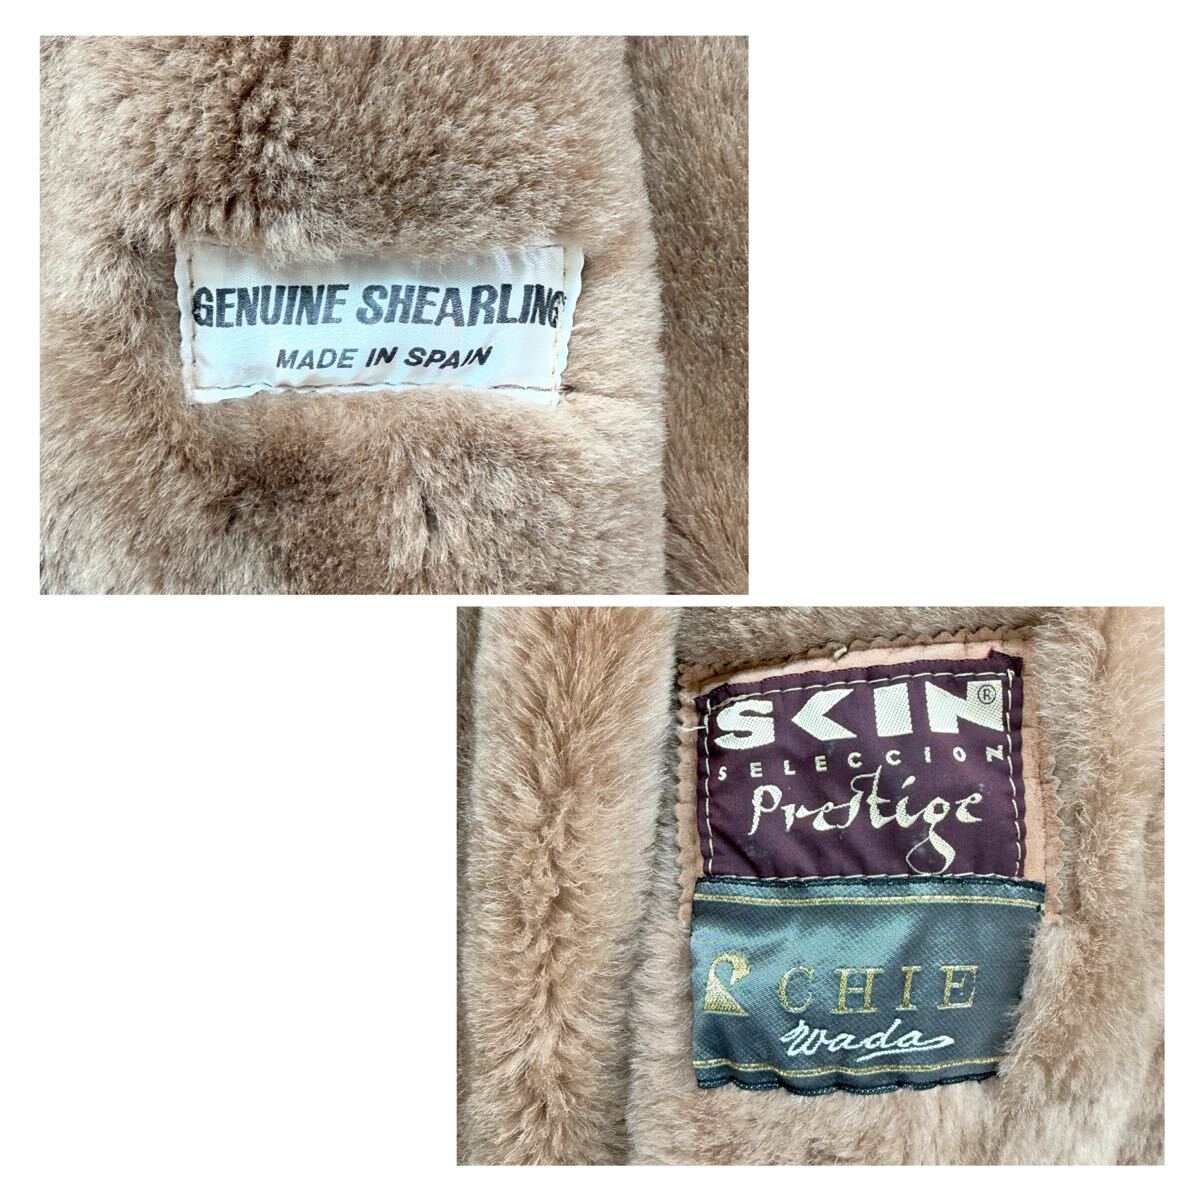 GENUINE SHEARLING
MADE IN SPAIN
SKIN®
SELECCION
Prestige
CHIE
Wada